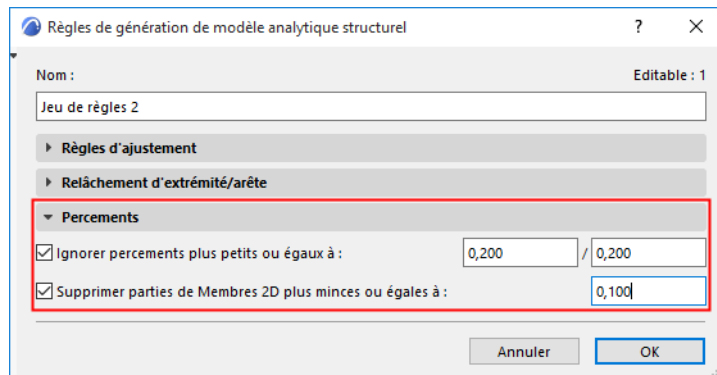 Règles de génération de modèle analytique structurel ?
Nom : Editable : 1
Jeu de règles 2
Règles d'ajustement
Relâchement d'extrémité/arête
Percements
Ignorer percements plus petits ou égaux à : 0,200 / 0,200
Supprimer parties de Membres 2D plus minces ou égales à : 0,100
Annuler OK